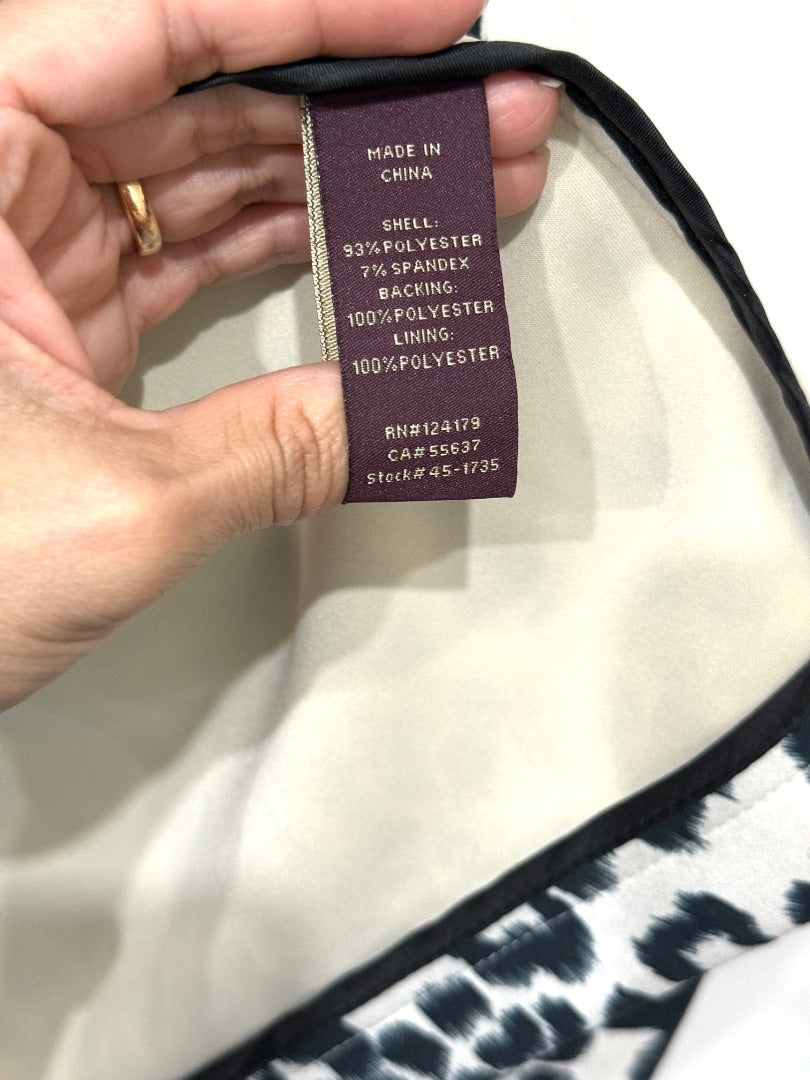 MADE IN
CHINA
SHELL:
93%POLYESTER
7% SPANDEX
BACKING:
100%POLYESTER
LINING:
100%POLYESTER
RN#124179
CA#55637
Stock#45-1735